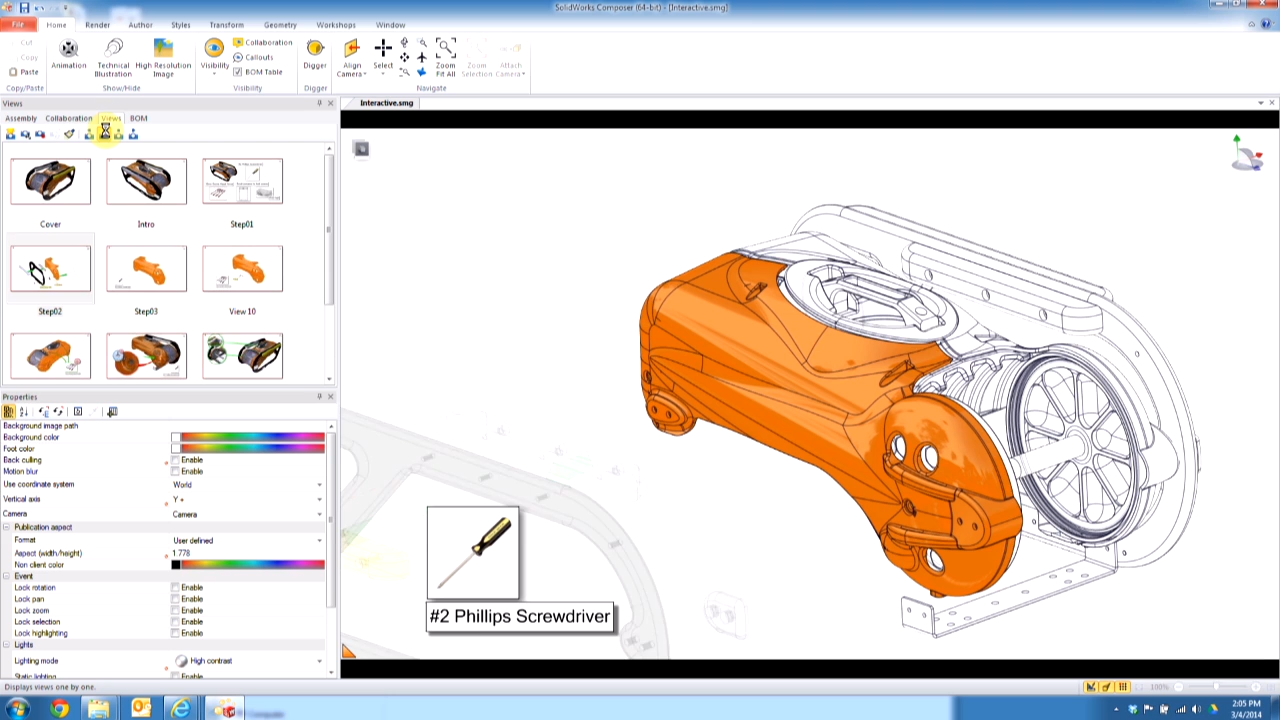 SolidWorks Composer (64-bit) - [Interactive.smg]
File Home Render Author Styles Transform Geometry Workshops Window
Cut
Copy
Paste
Copy/Paste
Animation
Technical Illustration
High Resolution Image
Show/Hide
Visibility
Collaboration
Callouts
BOM Table
Visibility
Digger
Digger
Align Camera
Select
Zoom Fit All
Zoom Selection
Attach Camera
Navigate
Views
Interactive.smg
Assembly Collaboration Views BOM
Cover Intro Step01
Step02 Step03 View 10
Properties
Background image path
Background color
Foot color
Back culling Enable
Motion blur Enable
Use coordinate system World
Vertical axis Y
Camera Camera
Publication aspect
Format User defined
Aspect (width/height) 1.778
Non client color
Event
Lock rotation Enable
Lock pan Enable
Lock zoom Enable
Lock selection Enable
Lock highlighting Enable
Lights
Lighting mode High contrast
Static lighting Enable
#2 Phillips Screwdriver
Displays views one by one.
100%
Computer
2:05 PM
3/4/2014